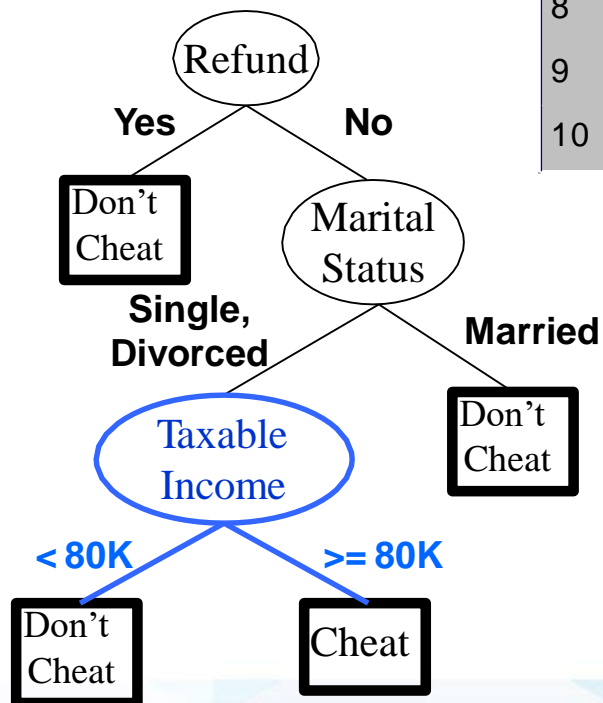 8
9
10
Refund
Yes
No
Don't
Cheat
Marital
Status
Single,
Divorced
Married
Taxable
Income
Don't
Cheat
< 80K
>= 80K
Don't
Cheat
Cheat